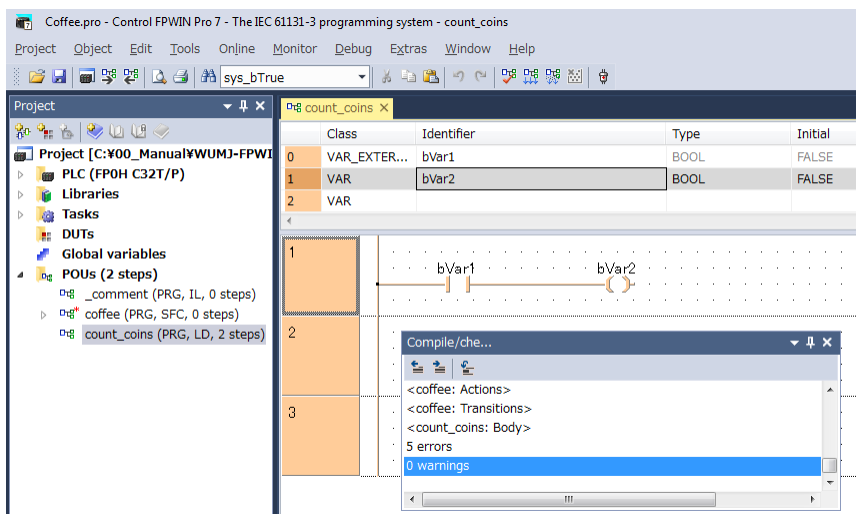 Coffee.pro - Control FPWIN Pro 7 - The IEC 61131-3 programming system - count_coins
Project Object Edit Tools Online Monitor Debug Extras Window Help
sys_bTrue
Project
Project [C:¥00_Manual¥WUMJ-FPWI
PLC (FP0H C32T/P)
Libraries
Tasks
DUTs
Global variables
POUs (2 steps)
_comment (PRG, IL, 0 steps)
coffee (PRG, SFC, 0 steps)
count_coins (PRG, LD, 2 steps)
count_coins
Class Identifier Type Initial
0 VAR_EXTER... bVar1 BOOL FALSE
1 VAR bVar2 BOOL FALSE
2 VAR
1
bVar1 bVar2
2
3
Compile/che...
<coffee: Actions>
<coffee: Transitions>
<count_coins: Body>
5 errors
0 warnings